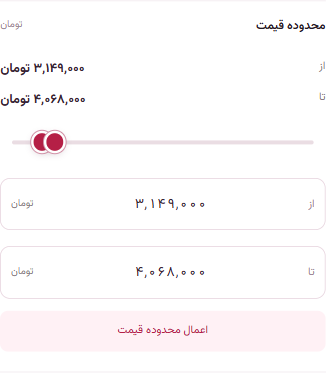 محدوده قیمت تومان
از ۳,۱۴۹,۰۰۰ تومان
تا ۴,۰۶۸,۰۰۰ تومان
از ۳,۱۴۹,۰۰۰ تومان
تا ۴,۰۶۸,۰۰۰ تومان
اعمال محدوده قیمت